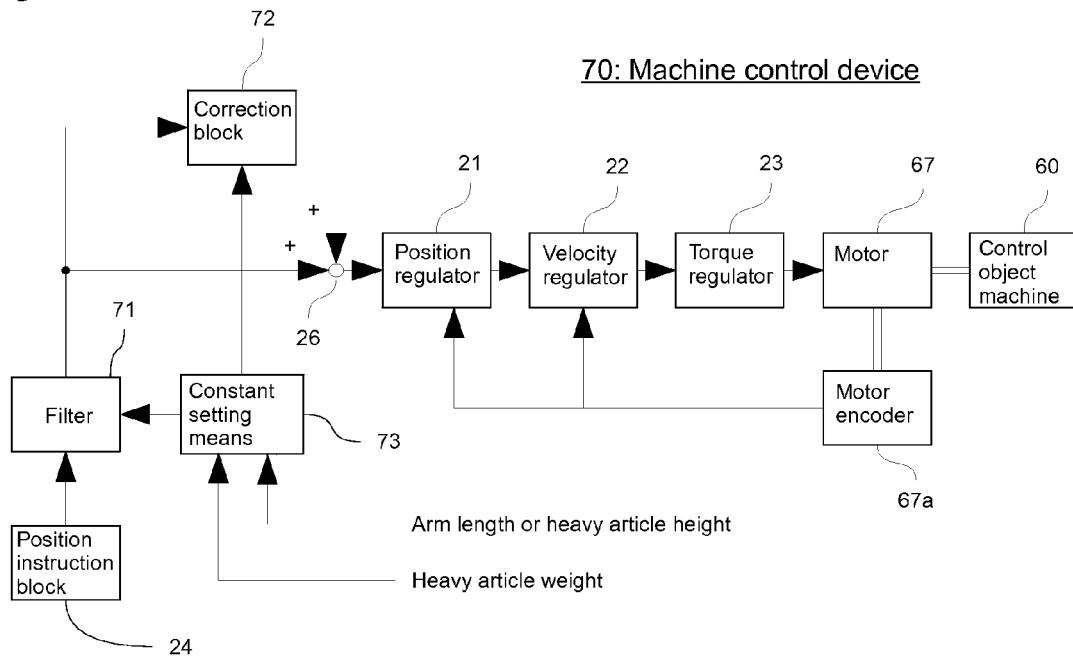 72
70: Machine control device
Correction
block
21
22
23
67
60
+
+
Position
regulator
Velocity
regulator
Torque
regulator
Motor
Control
object
machine
26
71
Filter
Constant
setting
means
73
Motor
encoder
67a
Position
instruction
block
Arm length or heavy article height
Heavy article weight
24